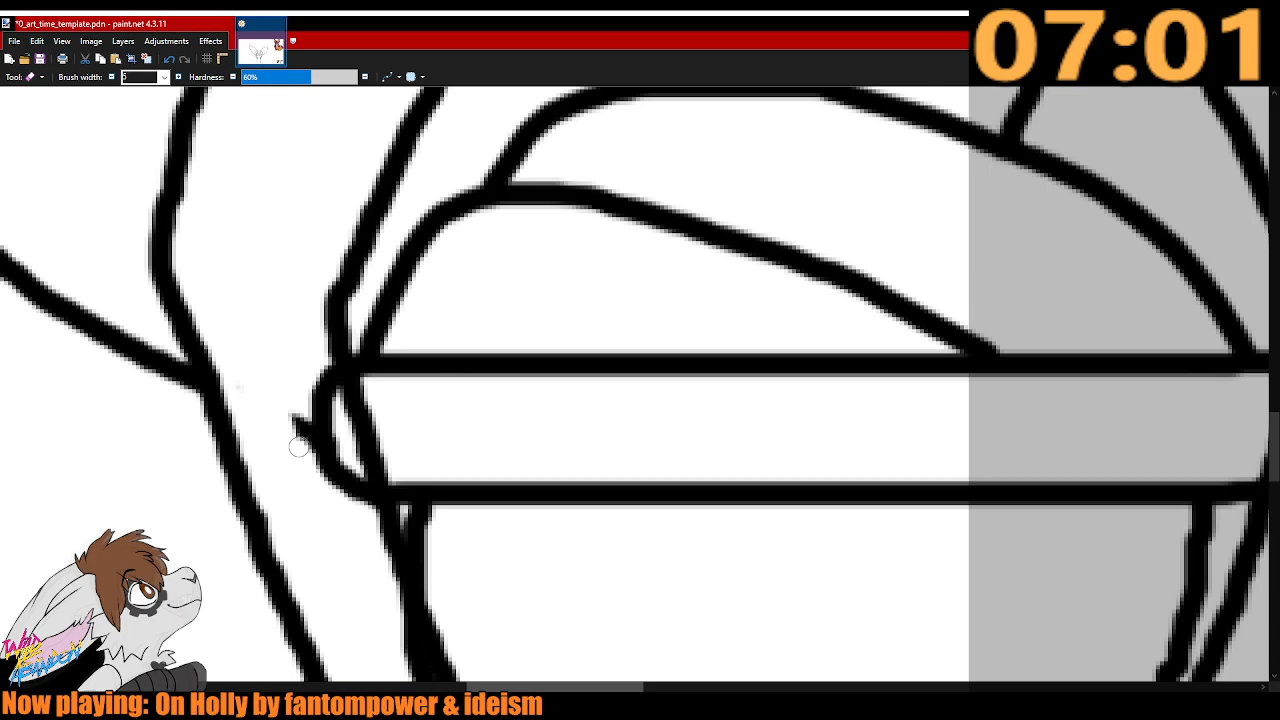 *0_art_time_template.pdn - paint.net 4.3.11
07:01
File Edit View Image Layers Adjustments Effects
Tool: Brush width: 5 Hardness: 60%
Now playing: On Holly by fantompower & ideism